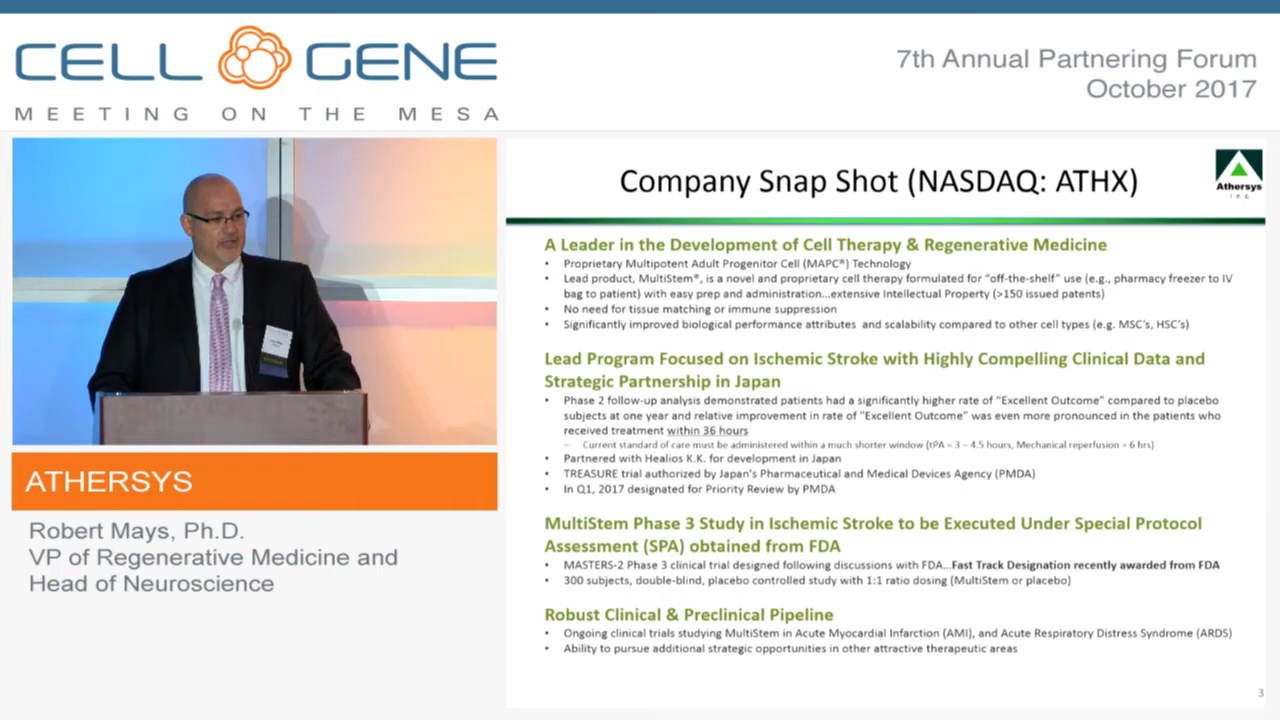 CELL GENE
MEETING ON THE MESA
7th Annual Partnering Forum
October 2017
ATHERSYS
Robert Mays, Ph.D.
VP of Regenerative Medicine and
Head of Neuroscience
Company Snap Shot (NASDAQ: ATHX)
Athersys
Inc.
A Leader in the Development of Cell Therapy & Regenerative Medicine
• Proprietary Multipotent Adult Progenitor Cell (MAPC®) Technology
• Lead product, MultiStem®, is a novel and proprietary cell therapy formulated for “off-the-shelf” use (e.g., pharmacy freezer to IV
bag to patient) with easy prep and administration…extensive Intellectual Property (>150 issued patents)
• No need for tissue matching or immune suppression
• Significantly improved biological performance attributes and scalability compared to other cell types (e.g. MSC’s, HSC’s)
Lead Program Focused on Ischemic Stroke with Highly Compelling Clinical Data and
Strategic Partnership in Japan
• Phase 2 follow-up analysis demonstrated patients had a significantly higher rate of “Excellent Outcome” compared to placebo
subjects at one year and relative improvement in rate of “Excellent Outcome” was even more pronounced in the patients who
received treatment within 36 hours
– Current standard of care must be administered within a much shorter window (tPA = 3 – 4.5 hours, Mechanical reperfusion = 6 hrs)
• Partnered with Healios K.K. for development in Japan
• TREASURE trial authorized by Japan’s Pharmaceutical and Medical Devices Agency (PMDA)
• In Q1, 2017 designated for Priority Review by PMDA
MultiStem Phase 3 Study in Ischemic Stroke to be Executed Under Special Protocol
Assessment (SPA) obtained from FDA
• MASTERS-2 Phase 3 clinical trial designed following discussions with FDA…Fast Track Designation recently awarded from FDA
• 300 subjects, double-blind, placebo controlled study with 1:1 ratio dosing (MultiStem or placebo)
Robust Clinical & Preclinical Pipeline
• Ongoing clinical trials studying MultiStem in Acute Myocardial Infarction (AMI), and Acute Respiratory Distress Syndrome (ARDS)
• Ability to pursue additional strategic opportunities in other attractive therapeutic areas
3